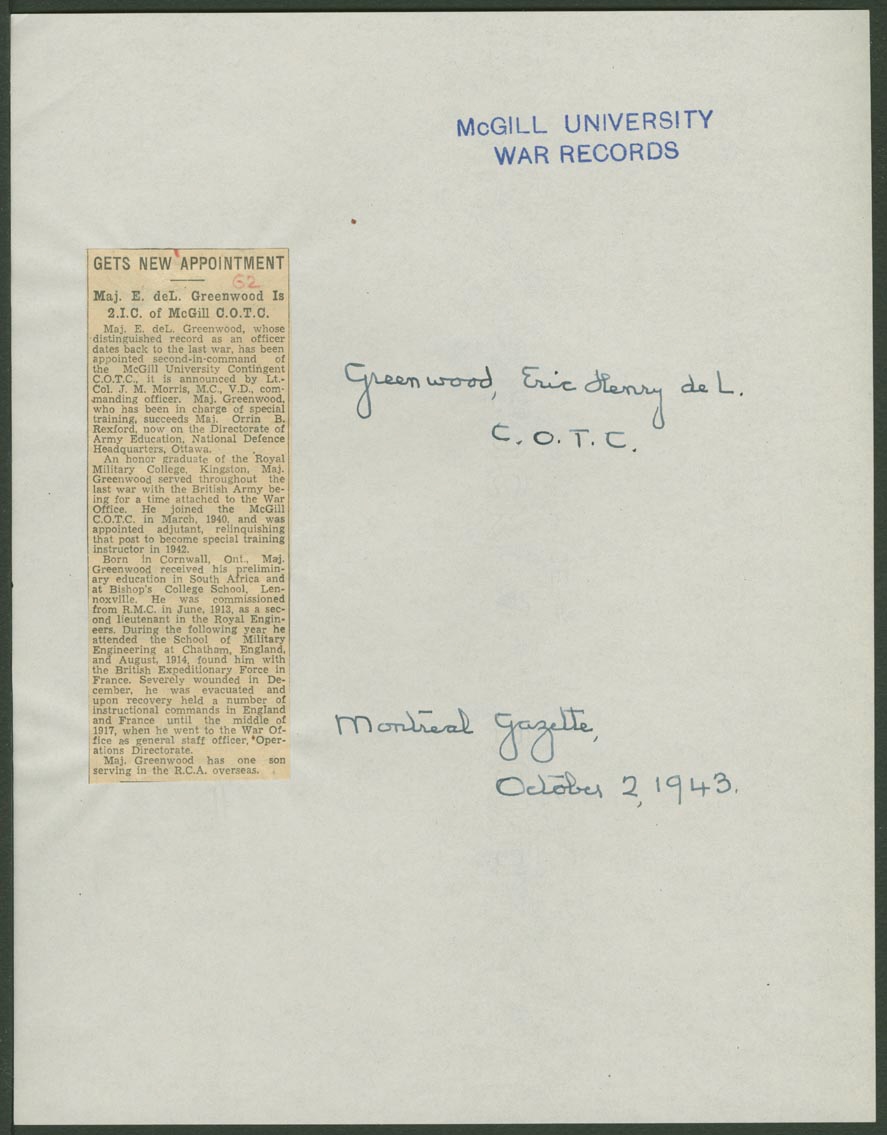 McGILL UNIVERSITY
WAR RECORDS
GETS NEW APPOINTMENT
G2
Maj. E. deL. Greenwood Is
2.I.C. of McGill C.O.T.C.
Maj. E. deL. Greenwood, whose
distinguished record as an officer
dates back to the last war, has been
appointed second-in-command of
the McGill University Contingent
C.O.T.C., it is announced by Lt.-
Col. J. M. Morris, M.C., V.D., com-
manding officer. Maj. Greenwood,
who has been in charge of special
training, succeeds Maj. Orrin B.
Rexford, now on the Directorate of
Army Education, National Defence
Headquarters, Ottawa.
An honor graduate of the Royal
Military College, Kingston, Maj.
Greenwood served throughout the
last war with the British Army be-
ing for a time attached to the War
Office. He joined the McGill
C.O.T.C. in March, 1940, and was
appointed adjutant, relinquishing
that post to become special training
instructor in 1942.
Born in Cornwall, Ont., Maj.
Greenwood received his prelimin-
ary education in South Africa and
at Bishop's College School, Len-
noxville. He was commissioned
from R.M.C. in June, 1913, as a sec-
ond lieutenant in the Royal Engin-
eers. During the following year he
attended the School of Military
Engineering at Chatham, England,
and August, 1914, found him with
the British Expeditionary Force in
France. Severely wounded in De-
cember, he was evacuated and
upon recovery held a number of
instructional commands in England
and France until the middle of
1917, when he went to the War Of-
fice as general staff officer, Oper-
ations Directorate.
Maj. Greenwood has one son
serving in the R.C.A. overseas.
Greenwood, Eric Henry de L.
C.O.T.C.
Montreal Gazette,
October 2, 1943.